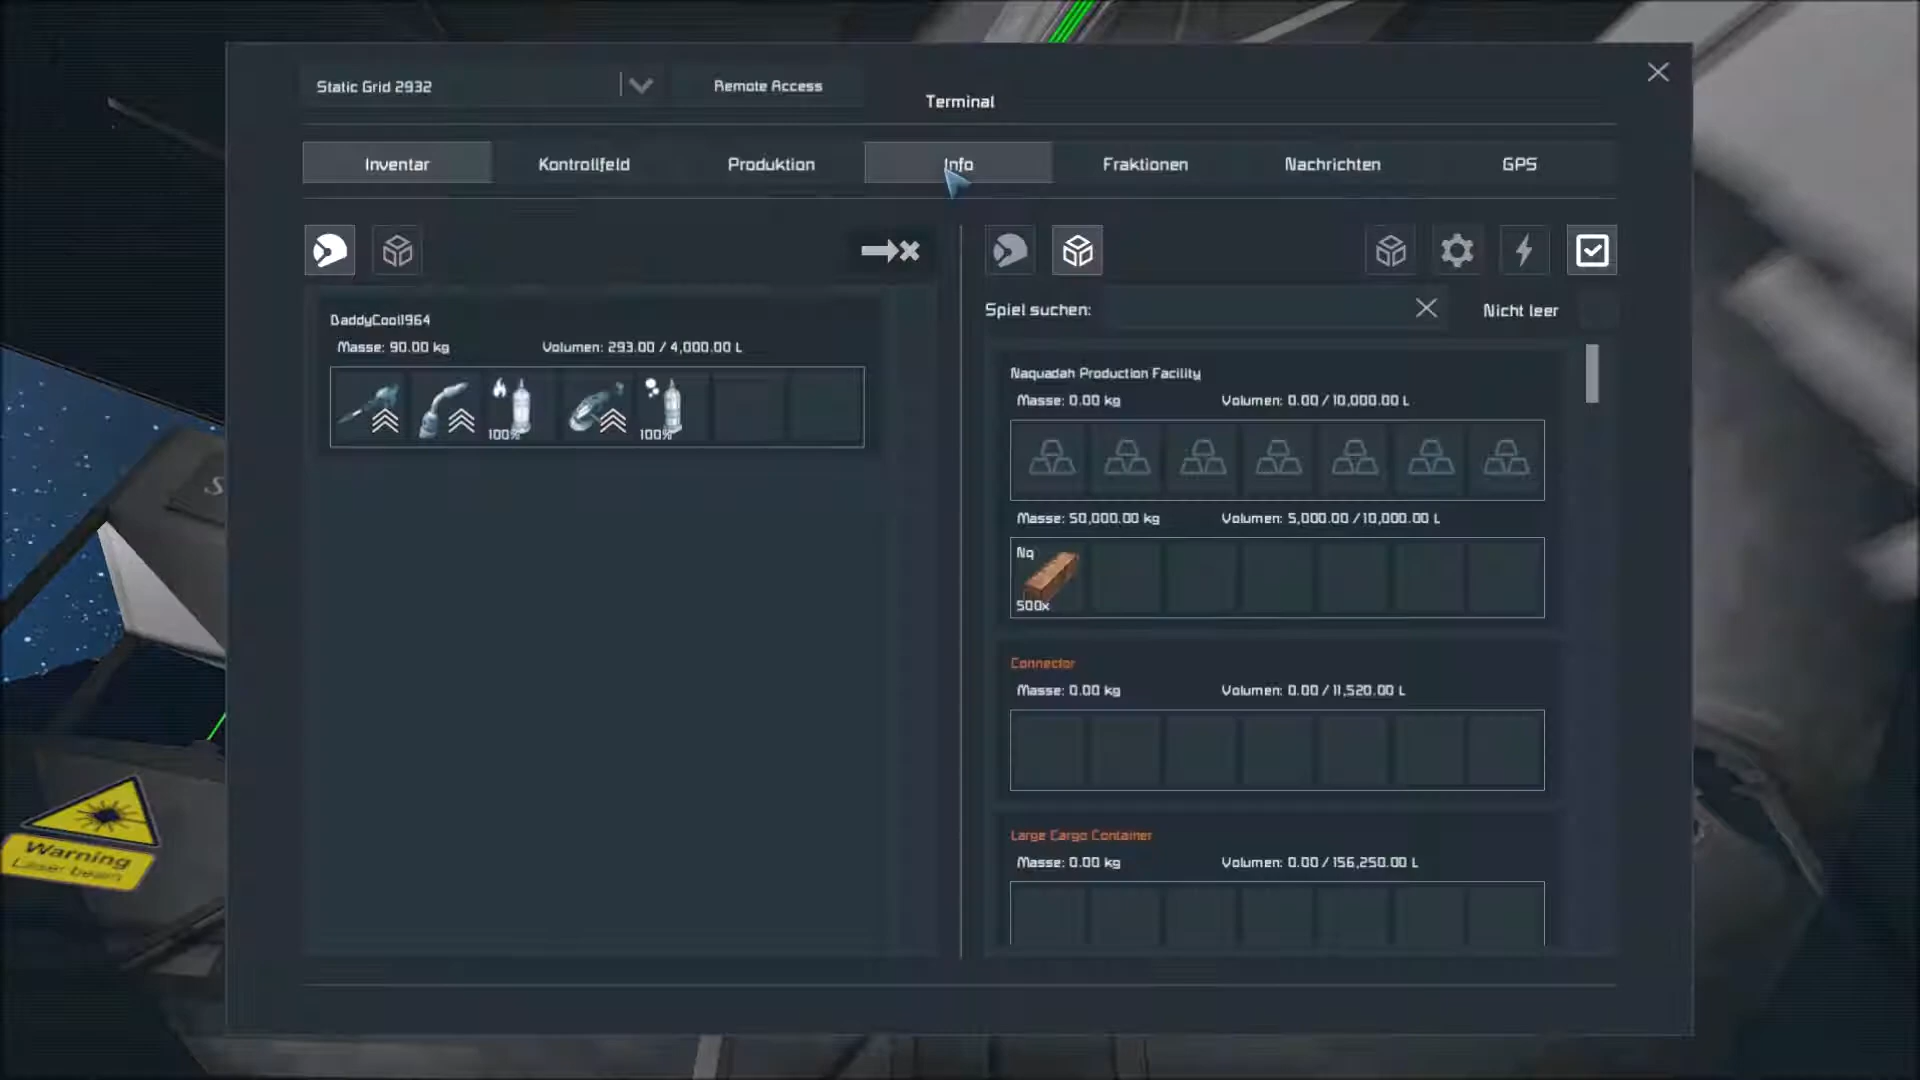 Static Grid 2932
Remote Access
Terminal
Inventar
Kontrollfeld
Produktion
Info
Fraktionen
Nachrichten
GPS
Spiel suchen:
Nicht leer
DaddyCool1964
Masse: 90.00 kg
Volumen: 293.00 / 4,000.00 L
100%
100%
Naquadah Production Facility
Masse: 0.00 kg
Volumen: 0.00 / 10,000.00 L
Masse: 50,000.00 kg
Volumen: 5,000.00 / 10,000.00 L
Nq
500x
Connector
Masse: 0.00 kg
Volumen: 0.00 / 11,520.00 L
Large Cargo Container
Masse: 0.00 kg
Volumen: 0.00 / 156,250.00 L
Warning
Laser beam